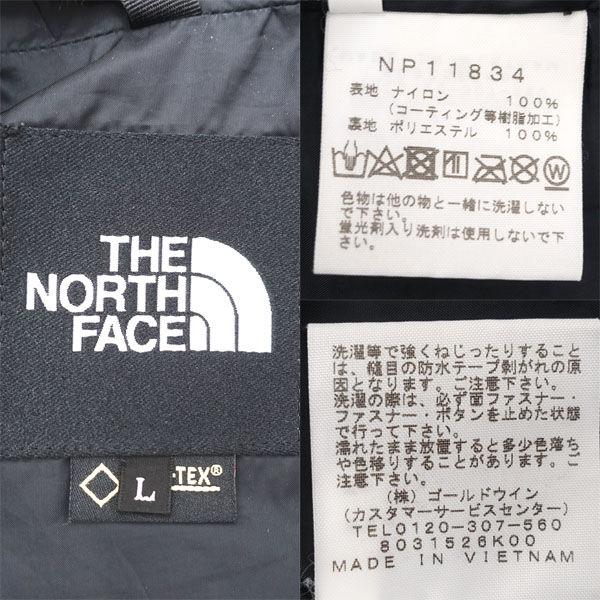 THE
NORTH
FACE
L
-TEX®
NP11834
表地 ナイロン 100%
(コーティング等樹脂加工)
裏地 ポリエステル 100%
W
色物は他の物と一緒に洗濯しない
で下さい。
蛍光剤入り洗剤は使用しないで下
さい。
洗濯等で強くねじったりすること
は、縫目の防水テープ剥がれの原
因となります。ご注意下さい。
洗濯の際は、必ず面ファスナー・
ファスナー・ボタンを止めた状態
で行って下さい。
濡れたまま放置すると多少色落ち
や色移りすることがあります。ご
注意下さい。
(株) ゴールドウイン
(カスタマーサービスセンター)
TEL0120-307-560
8031526K00
MADE IN VIETNAM